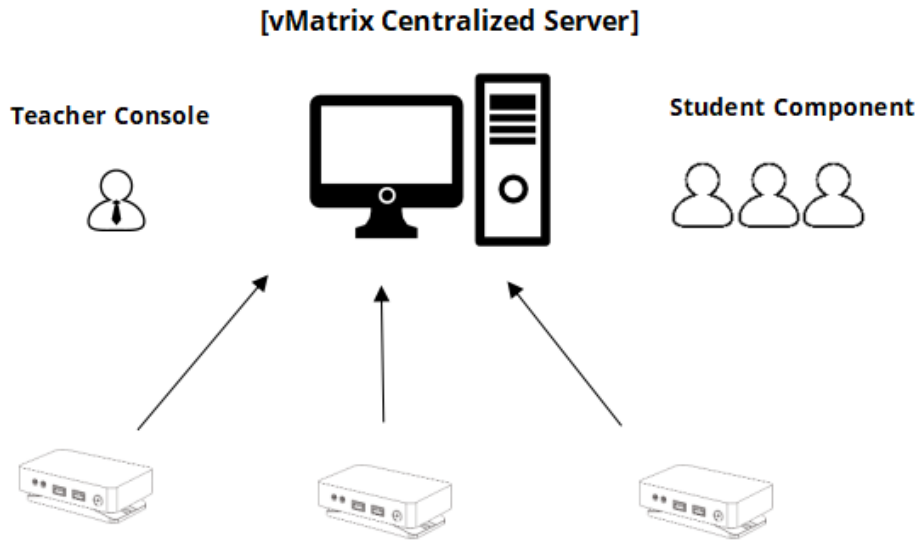 [vMatrix Centralized Server]
Teacher Console
Student Component